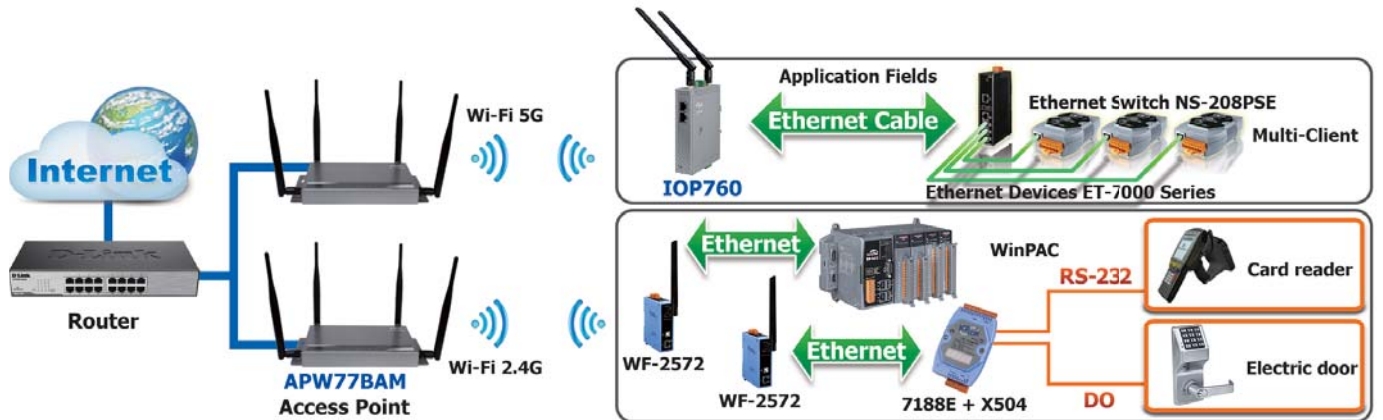 Internet
D-Link
D-Link
Router
Wi-Fi 5G
Wi-Fi 2.4G
APW77BAM
Access Point
Application Fields
Ethernet Cable
IOP760
Ethernet Switch NS-208PSE
Multi-Client
Ethernet Devices ET-7000 Series
Ethernet
WinPAC
RS-232
Card reader
WF-2572
WF-2572
Ethernet
7188E + X504
DO
Electric door